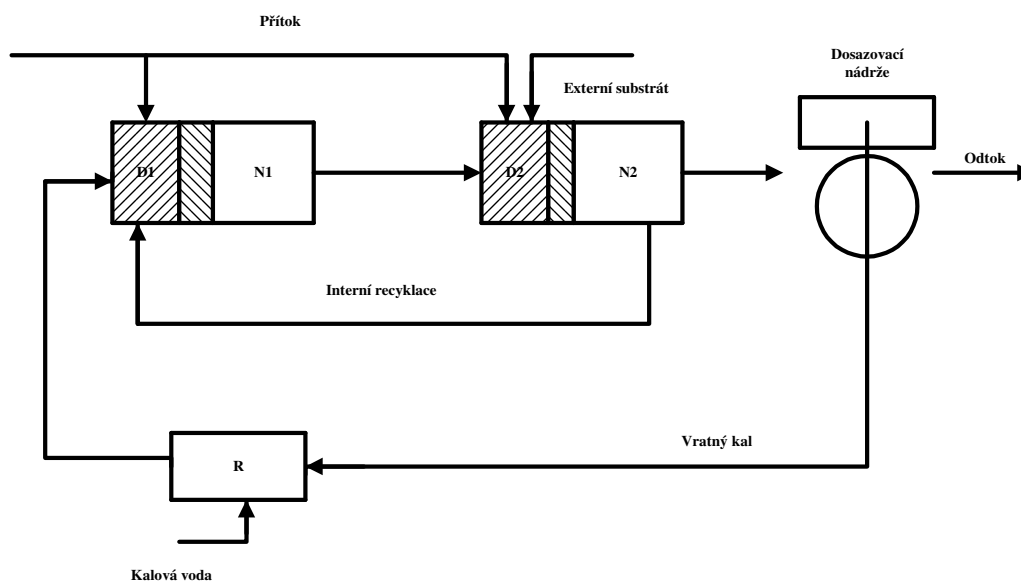 Přítok
Dosazovací
nádrže
Externí substrát
D1
N1
D2
N2
Odtok
Interní recyklace
Vratný kal
R
Kalová voda